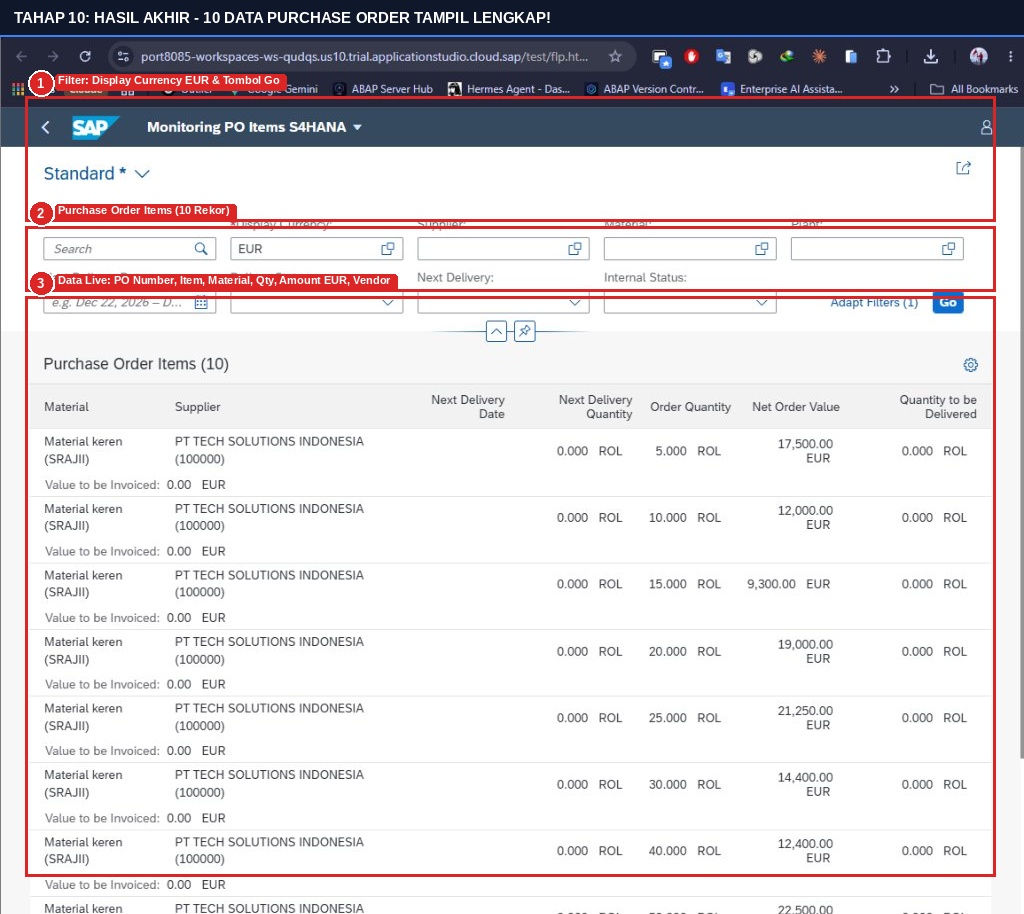 TAHAP 10: HASIL AKHIR - 10 DATA PURCHASE ORDER TAMPIL LENGKAP!
port8085-workspaces-ws-qudqs.us10.trial.applicationstudio.cloud.sap/test/flp.ht...
1 Filter: Display Currency EUR & Tombol Go
Gemini
ABAP Server Hub
Hermes Agent - Das...
ABAP Version Contr...
Enterprise AI Assista...
»
All Bookmarks
SAP
Monitoring PO Items S4HANA
Standard *
2 Purchase Order Items (10 Rekor)
*Display Currency:
Supplier:
Material:
Plant:
Search
EUR
3 Data Live: PO Number, Item, Material, Qty, Amount EUR, Vendor
Next Delivery:
Internal Status:
e.g. Dec 22, 2026 – D...
Adapt Filters (1)
Go
Purchase Order Items (10)
Material Supplier Next Delivery Date Next Delivery Quantity Order Quantity Net Order Value Quantity to be Delivered
Material keren (SRAJII) PT TECH SOLUTIONS INDONESIA (100000) 0.000 ROL 5.000 ROL 17,500.00 EUR 0.000 ROL
Value to be Invoiced: 0.00 EUR
Material keren (SRAJII) PT TECH SOLUTIONS INDONESIA (100000) 0.000 ROL 10.000 ROL 12,000.00 EUR 0.000 ROL
Value to be Invoiced: 0.00 EUR
Material keren (SRAJII) PT TECH SOLUTIONS INDONESIA (100000) 0.000 ROL 15.000 ROL 9,300.00 EUR 0.000 ROL
Value to be Invoiced: 0.00 EUR
Material keren (SRAJII) PT TECH SOLUTIONS INDONESIA (100000) 0.000 ROL 20.000 ROL 19,000.00 EUR 0.000 ROL
Value to be Invoiced: 0.00 EUR
Material keren (SRAJII) PT TECH SOLUTIONS INDONESIA (100000) 0.000 ROL 25.000 ROL 21,250.00 EUR 0.000 ROL
Value to be Invoiced: 0.00 EUR
Material keren (SRAJII) PT TECH SOLUTIONS INDONESIA (100000) 0.000 ROL 30.000 ROL 14,400.00 EUR 0.000 ROL
Value to be Invoiced: 0.00 EUR
Material keren (SRAJII) PT TECH SOLUTIONS INDONESIA (100000) 0.000 ROL 40.000 ROL 12,400.00 EUR 0.000 ROL
Value to be Invoiced: 0.00 EUR
Material keren PT TECH SOLUTIONS INDONESIA 22,500.00